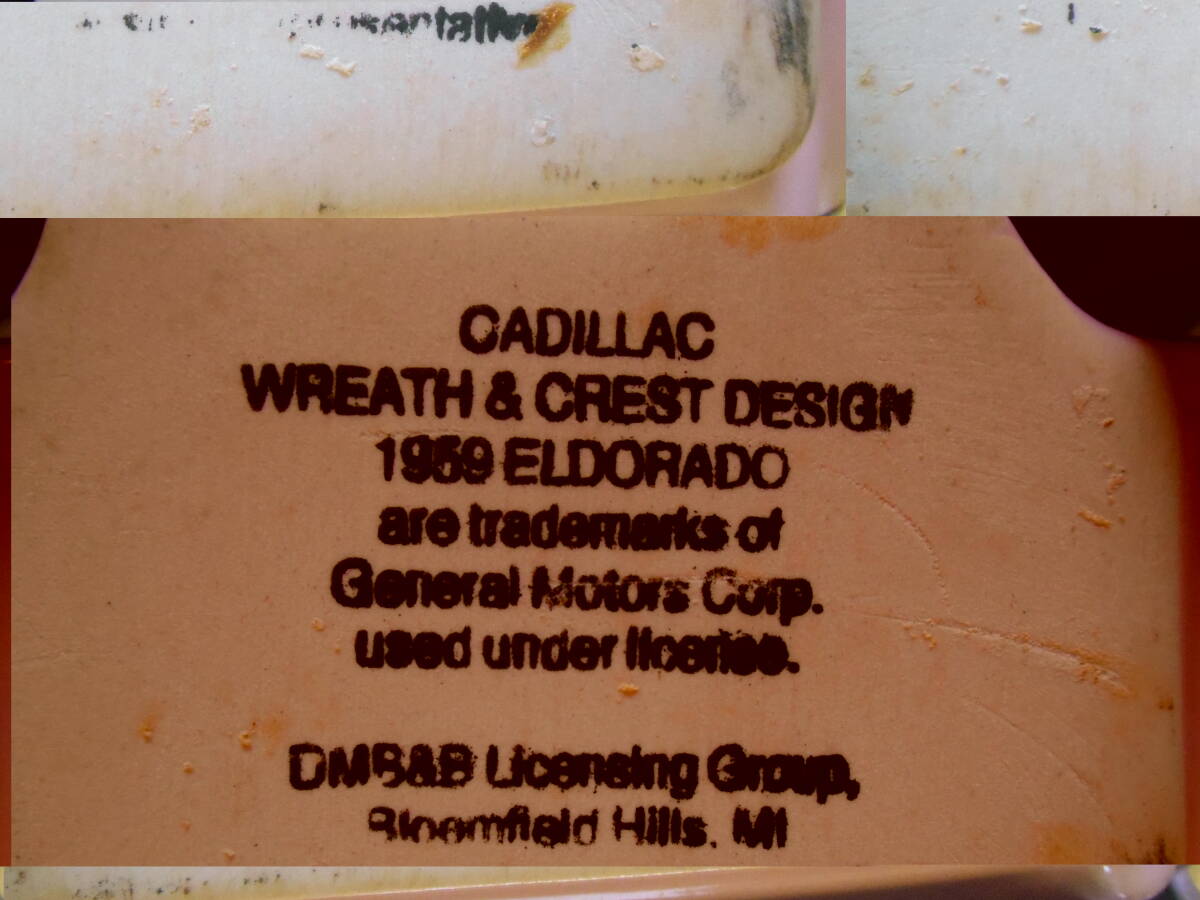 CADILLAC
WREATH & CREST DESIGN
1959 ELDORADO
are trademarks of
General Motors Corp.
used under license.
DMB&B Licensing Group,
Bloomfield Hills, MI